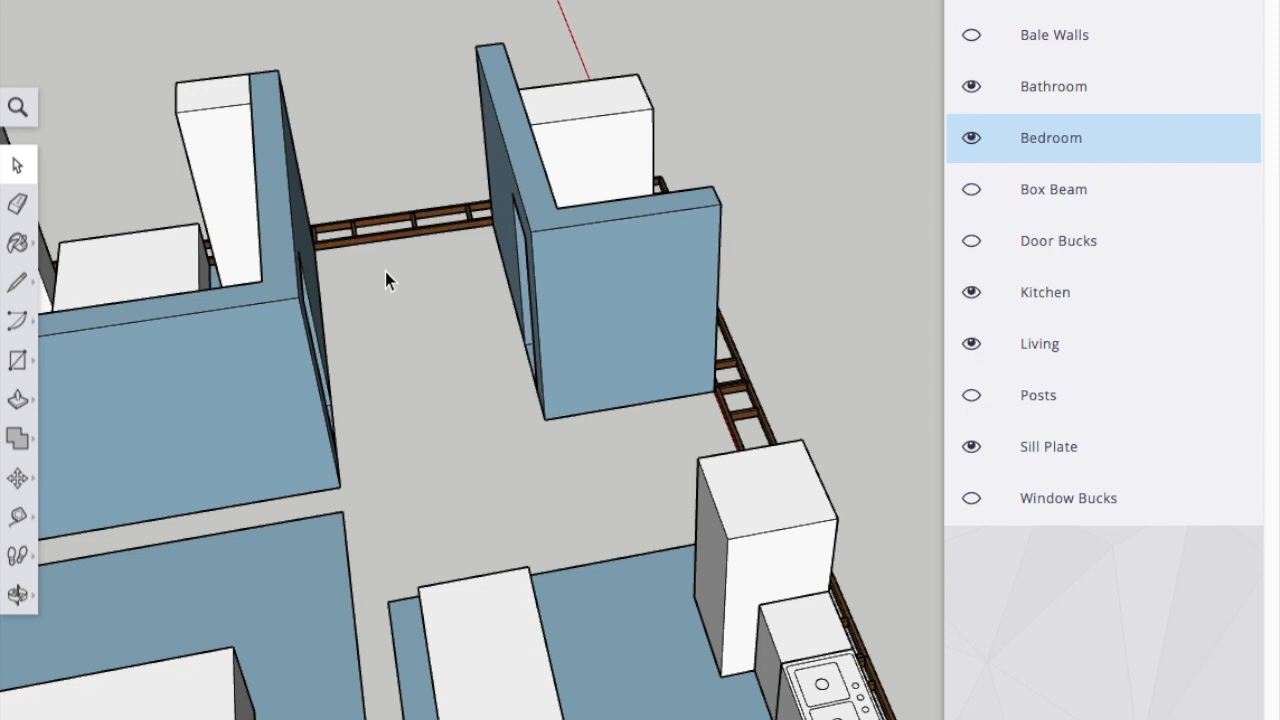 Bale Walls
Bathroom
Bedroom
Box Beam
Door Bucks
Kitchen
Living
Posts
Sill Plate
Window Bucks